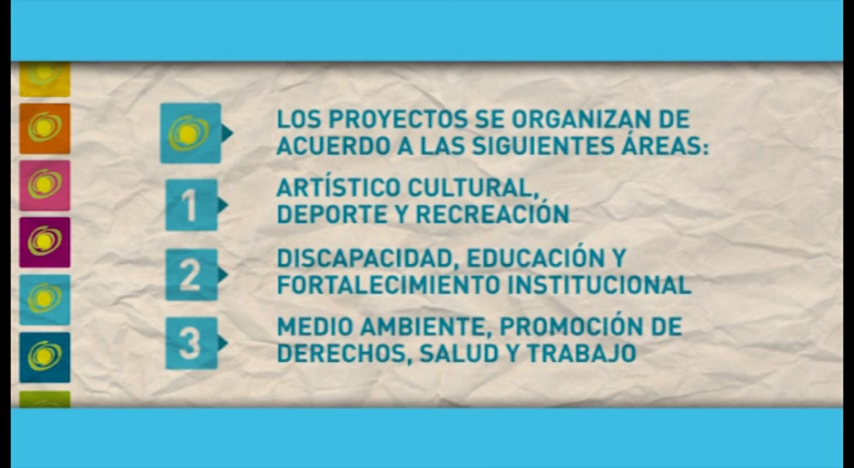 LOS PROYECTOS SE ORGANIZAN DE
ACUERDO A LAS SIGUIENTES ÁREAS:
1
ARTÍSTICO CULTURAL,
DEPORTE Y RECREACIÓN
2
DISCAPACIDAD, EDUCACIÓN Y
FORTALECIMIENTO INSTITUCIONAL
3
MEDIO AMBIENTE, PROMOCIÓN DE
DERECHOS, SALUD Y TRABAJO